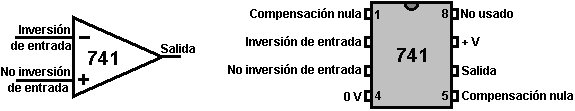 Inversión
de entrada
−
741
Salida
No inversión
de entrada
+
Compensación nula
1
8
No usado
Inversión de entrada
+ V
741
No inversión de entrada
Salida
0 V
4
5
Compensación nula